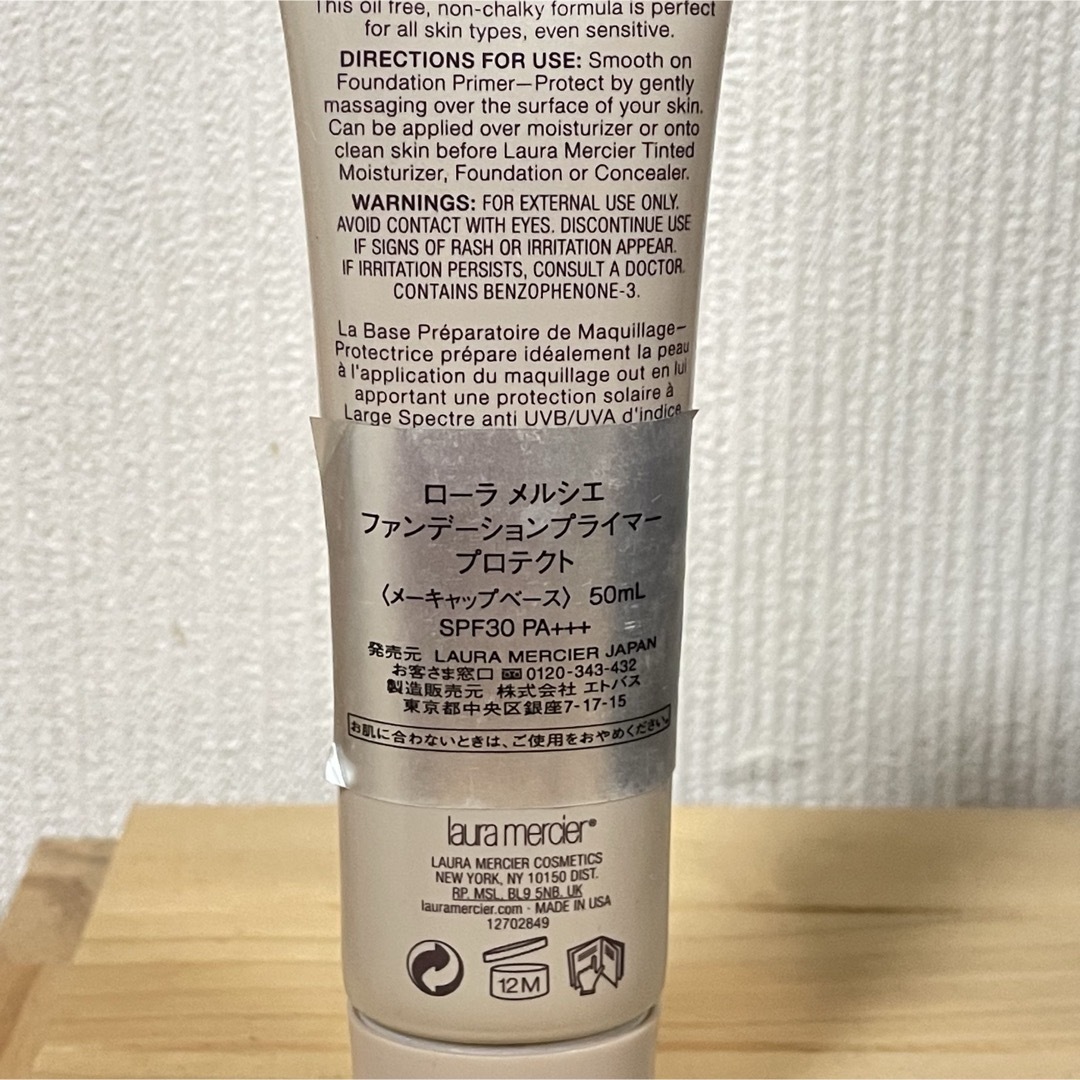 This oil free, non-chalky formula is perfect
for all skin types, even sensitive.
DIRECTIONS FOR USE: Smooth on
Foundation Primer—Protect by gently
massaging over the surface of your skin.
Can be applied over moisturizer or onto
clean skin before Laura Mercier Tinted
Moisturizer, Foundation or Concealer.
WARNINGS: FOR EXTERNAL USE ONLY.
AVOID CONTACT WITH EYES. DISCONTINUE USE
IF SIGNS OF RASH OR IRRITATION APPEAR.
IF IRRITATION PERSISTS, CONSULT A DOCTOR.
CONTAINS BENZOPHENONE-3.
La Base Préparatoire de Maquillage—
Protectrice prépare idéalement la peau
à l'application du maquillage out en lui
apportant une protection solaire à
Large Spectre anti UVB/UVA d'indice
ローラ メルシエ
ファンデーションプライマー
プロテクト
〈メーキャップベース〉 50mL
SPF30 PA+++
発売元 LAURA MERCIER JAPAN
お客さま窓口 0120-343-432
製造販売元 株式会社 エトバス
東京都中央区銀座7-17-15
お肌に合わないときは、ご使用をおやめください。
laura mercier®
LAURA MERCIER COSMETICS
NEW YORK, NY 10150 DIST.
RP. MSL. BL9 5NB. UK
lauramercier.com · MADE IN USA
12702849
12M